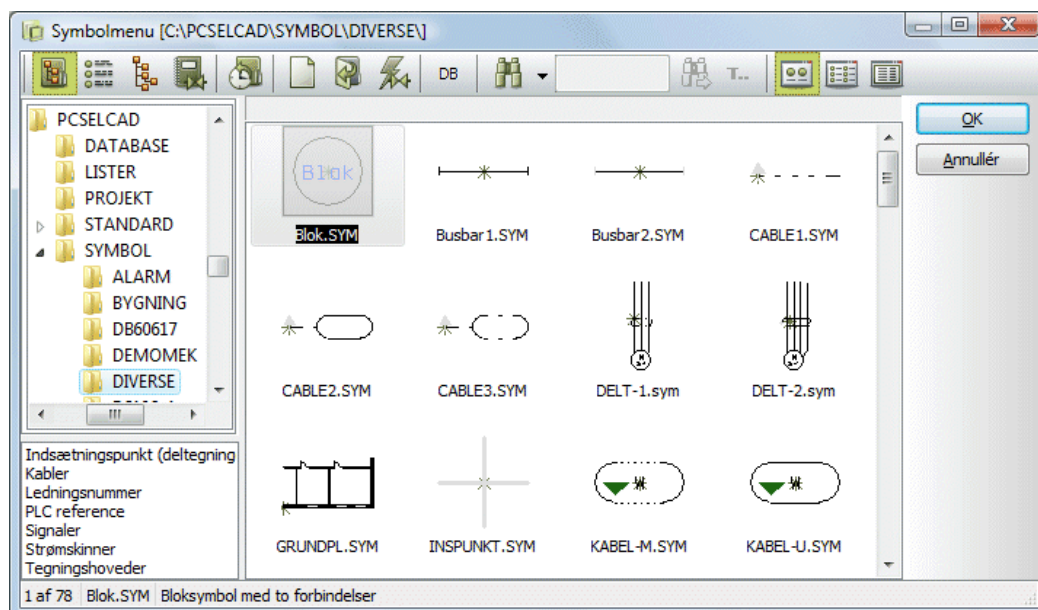 Symbolmenu [C:\PCSELCAD\SYMBOL\DIVERSE\]
DB
T..
PCSELCAD
DATABASE
LISTER
PROJEKT
STANDARD
SYMBOL
ALARM
BYGNING
DB60617
DEMOMEK
DIVERSE
Blok
Blok.SYM
Busbar1.SYM
Busbar2.SYM
CABLE1.SYM
CABLE2.SYM
CABLE3.SYM
DELT-1.sym
DELT-2.sym
GRUNDPL.SYM
INSPUNKT.SYM
KABEL-M.SYM
KABEL-U.SYM
OK
Annullér
Indsætningspunkt (deltegning
Kabler
Ledningsnummer
PLC reference
Signaler
Strømskinner
Tegningshoveder
1 af 78 Blok.SYM Bloksymbol med to forbindelser